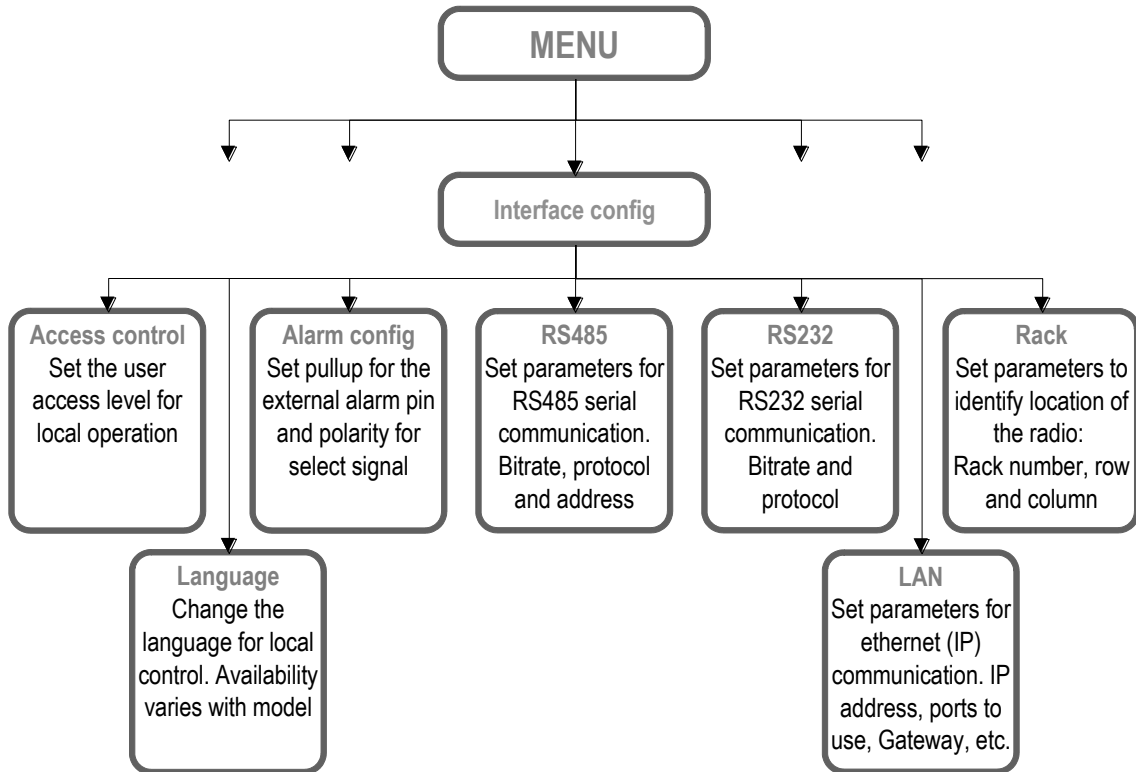 MENU
Interface config
Access control
Set the user
access level for
local operation
Alarm config
Set pullup for the
external alarm pin
and polarity for
select signal
RS485
Set parameters for
RS485 serial
communication.
Bitrate, protocol
and address
RS232
Set parameters for
RS232 serial
communication.
Bitrate and
protocol
Rack
Set parameters to
identify location of
the radio:
Rack number, row
and column
Language
Change the
language for local
control. Availability
varies with model
LAN
Set parameters for
ethernet (IP)
communication. IP
address, ports to
use, Gateway, etc.